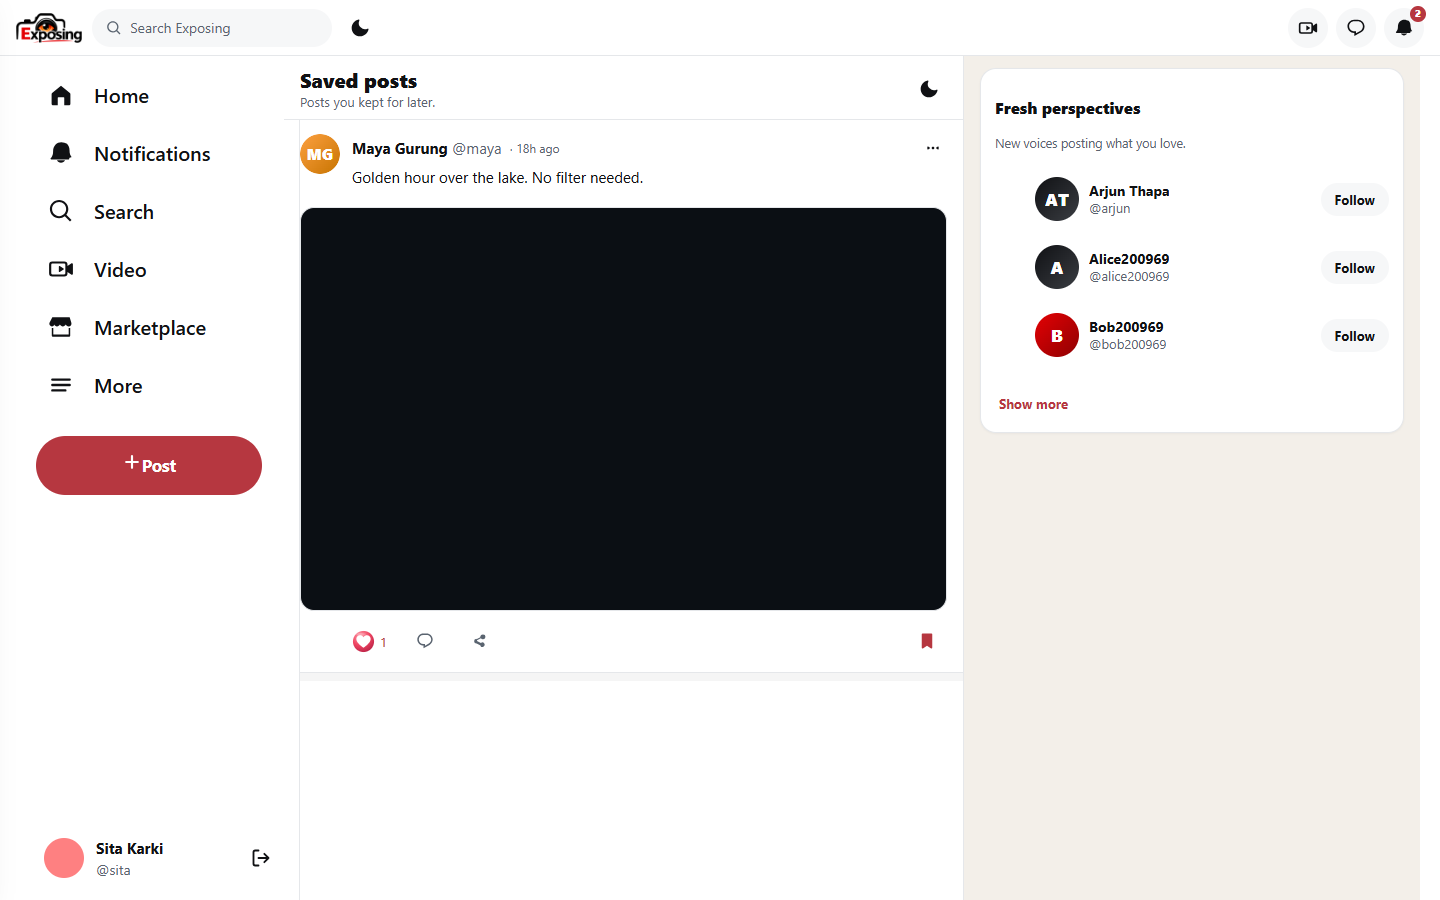 Exposing
Search Exposing
2
Home
Notifications
Search
Video
Marketplace
More
Post
Sita Karki
@sita
Saved posts
Posts you kept for later.
MG
Maya Gurung @maya · 18h ago
Golden hour over the lake. No filter needed.
1
Fresh perspectives
New voices posting what you love.
AT
Arjun Thapa
@arjun
Follow
A
Alice200969
@alice200969
Follow
B
Bob200969
@bob200969
Follow
Show more